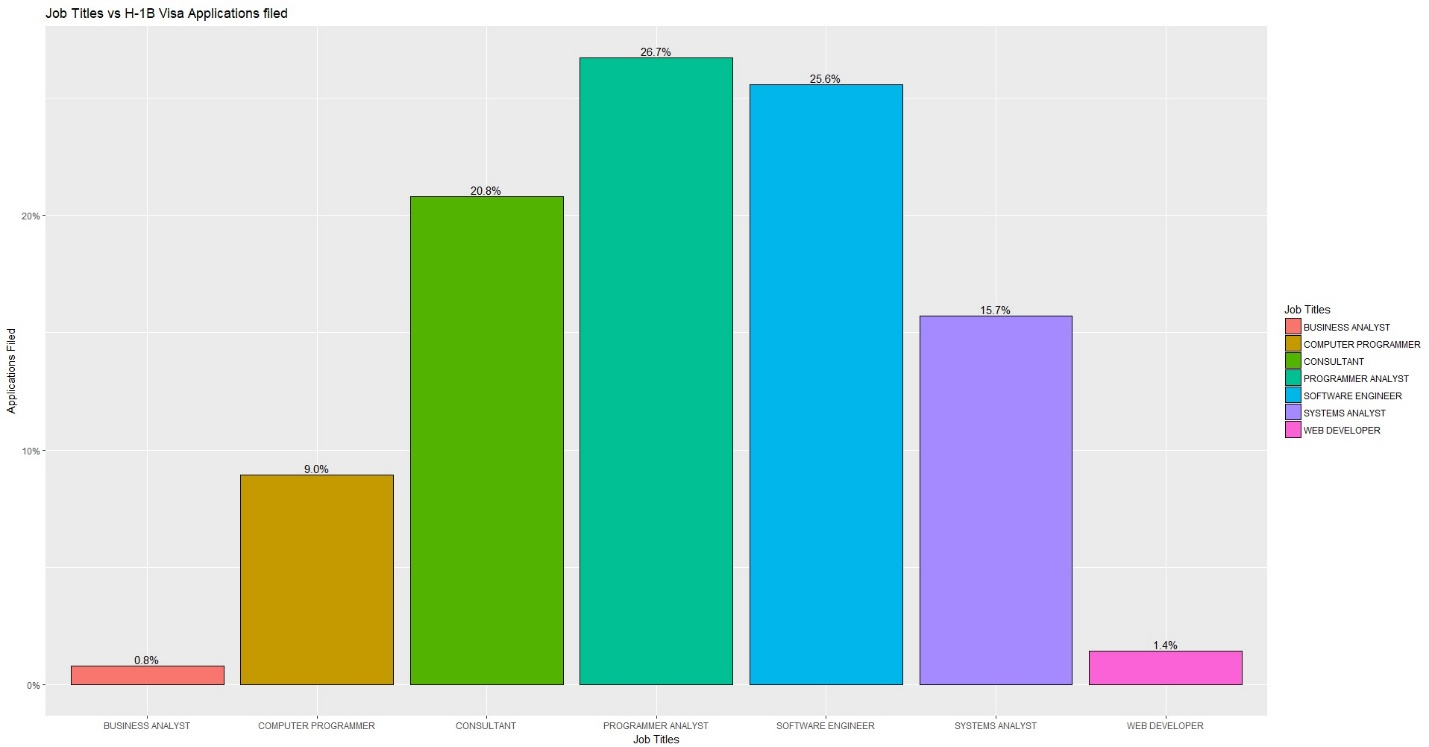 Job Titles vs H-1B Visa Applications filed
26.7%
25.6%
20.8%
20%
15.7%
Job Titles
BUSINESS ANALYST
COMPUTER PROGRAMMER
CONSULTANT
PROGRAMMER ANALYST
SOFTWARE ENGINEER
SYSTEMS ANALYST
WEB DEVELOPER
Applications Filed
10%
9.0%
1.4%
0.8%
0%
BUSINESS ANALYST COMPUTER PROGRAMMER CONSULTANT PROGRAMMER ANALYST SOFTWARE ENGINEER SYSTEMS ANALYST WEB DEVELOPER
Job Titles